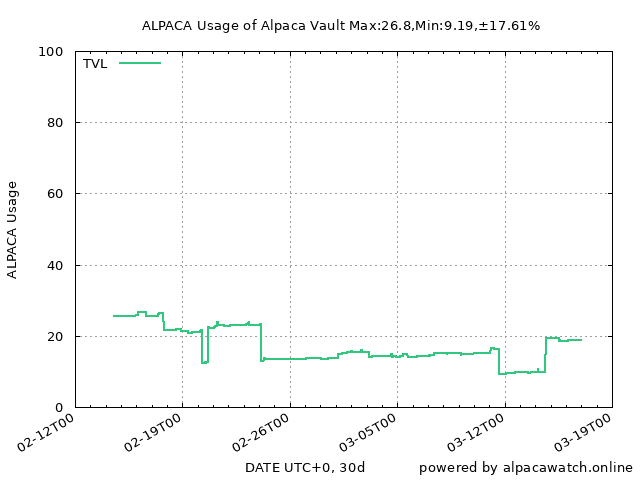 ALPACA Usage of Alpaca Vault Max:26.8,Min:9.19,±17.61%
100
TVL
80
60
ALPACA Usage
40
20
0
02-12T00 02-19T00 02-26T00 03-05T00 03-12T00 03-19T00
DATE UTC+0, 30d
powered by alpacawatch.online